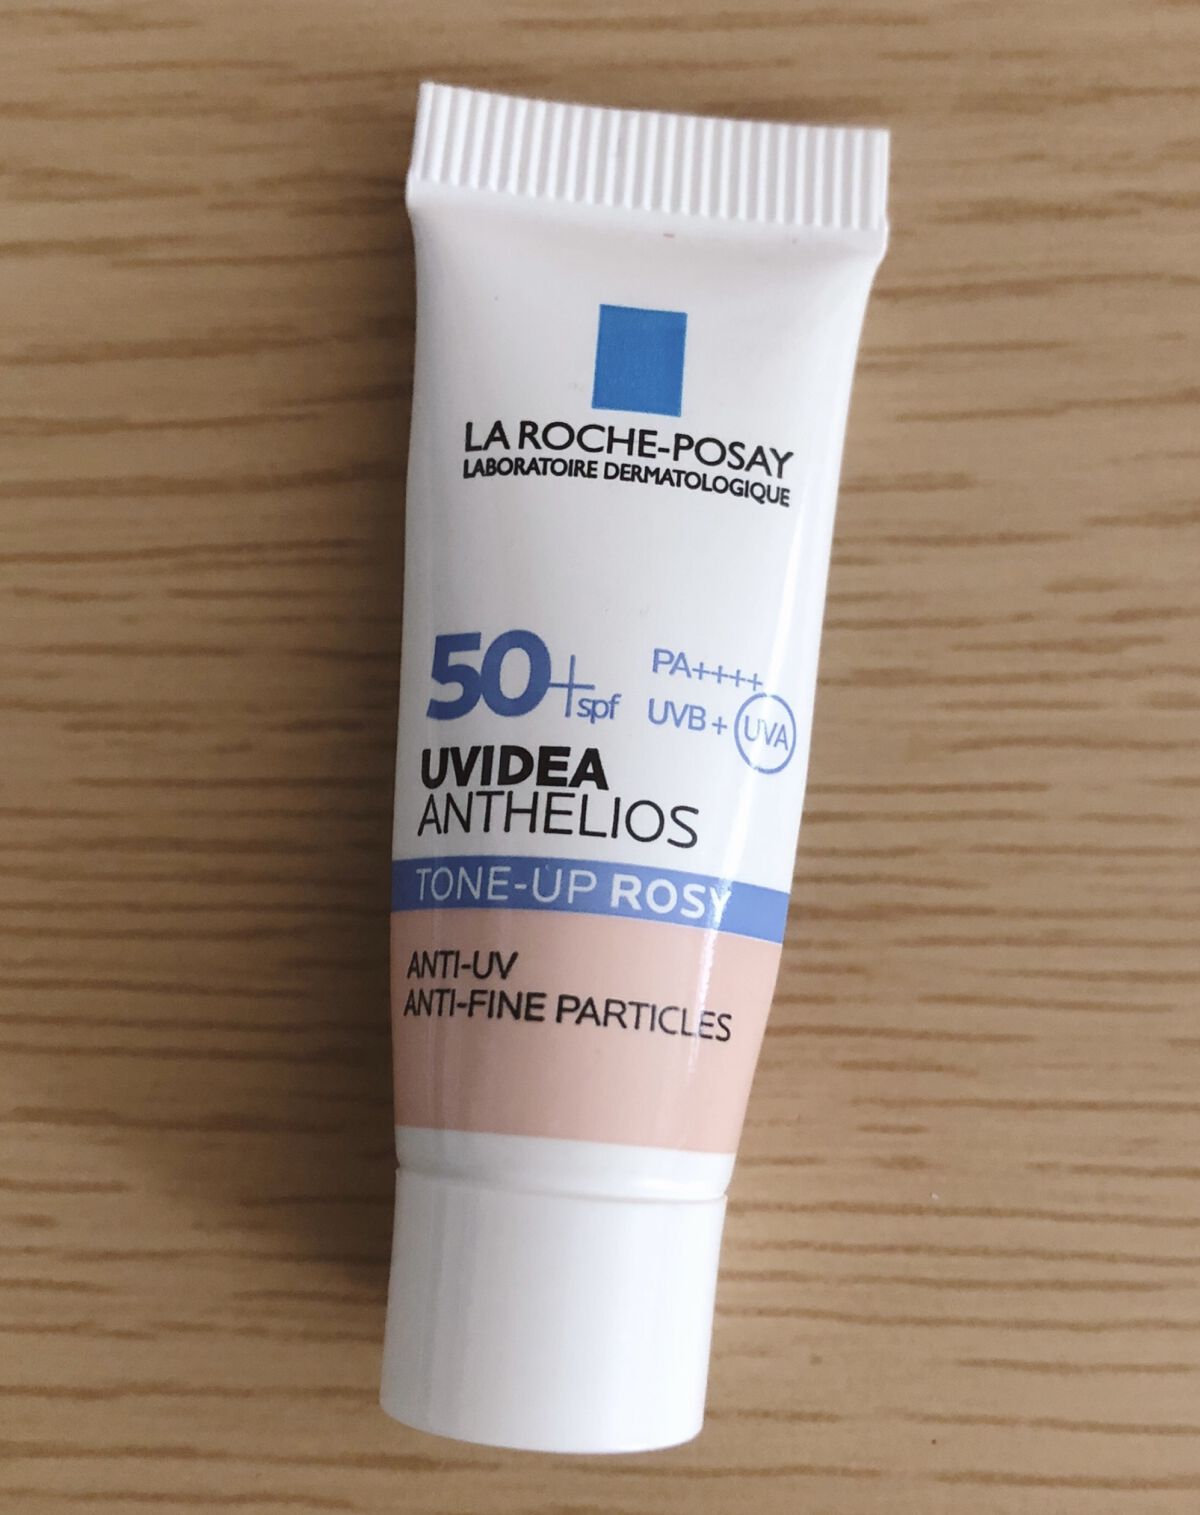 LA ROCHE-POSAY
LABORATOIRE DERMATOLOGIQUE
50+spf
PA++++
UVB + UVA
UVIDEA
ANTHELIOS
TONE-UP ROSY
ANTI-UV
ANTI-FINE PARTICLES